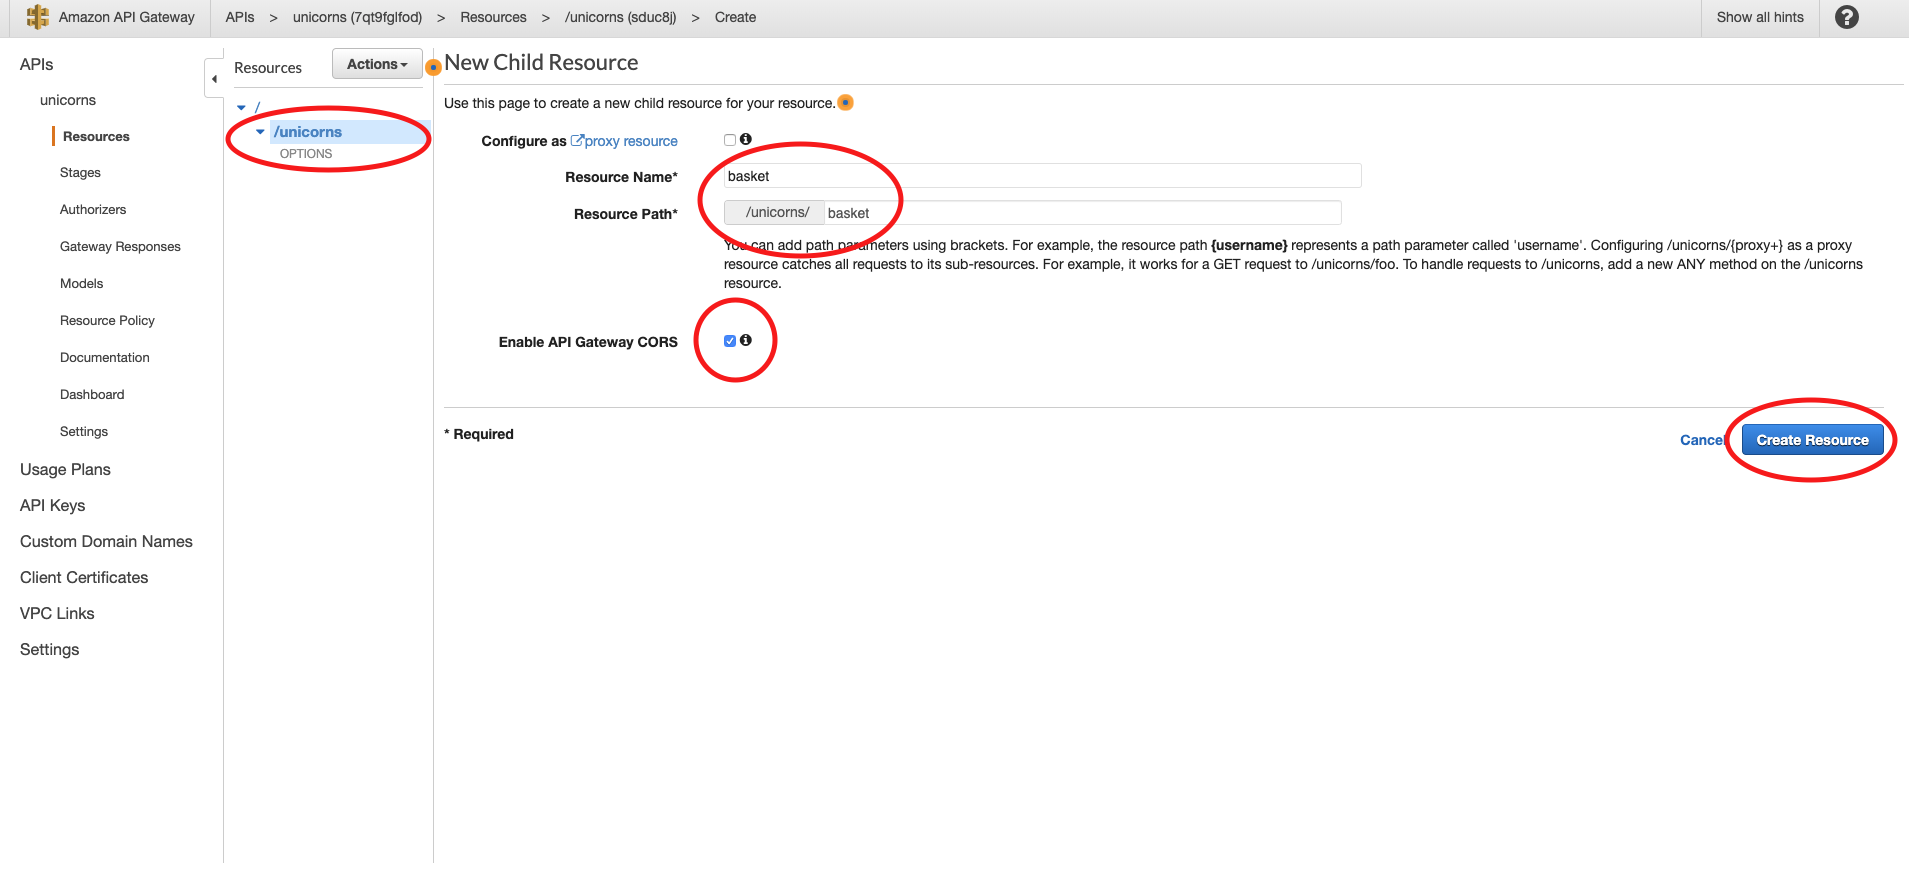 Amazon API Gateway
APIs > unicorns (7qt9fglfod) > Resources > /unicorns (sduc8j) > Create
Show all hints
?
APIs
unicorns
Resources
Stages
Authorizers
Gateway Responses
Models
Resource Policy
Documentation
Dashboard
Settings
Usage Plans
API Keys
Custom Domain Names
Client Certificates
VPC Links
Settings
Resources
Actions
/
/unicorns
OPTIONS
New Child Resource
Use this page to create a new child resource for your resource.
Configure as proxy resource
Resource Name* basket
Resource Path* /unicorns/ basket
You can add path parameters using brackets. For example, the resource path {username} represents a path parameter called 'username'. Configuring /unicorns/{proxy+} as a proxy
resource catches all requests to its sub-resources. For example, it works for a GET request to /unicorns/foo. To handle requests to /unicorns, add a new ANY method on the /unicorns
resource.
Enable API Gateway CORS
* Required
Cancel
Create Resource